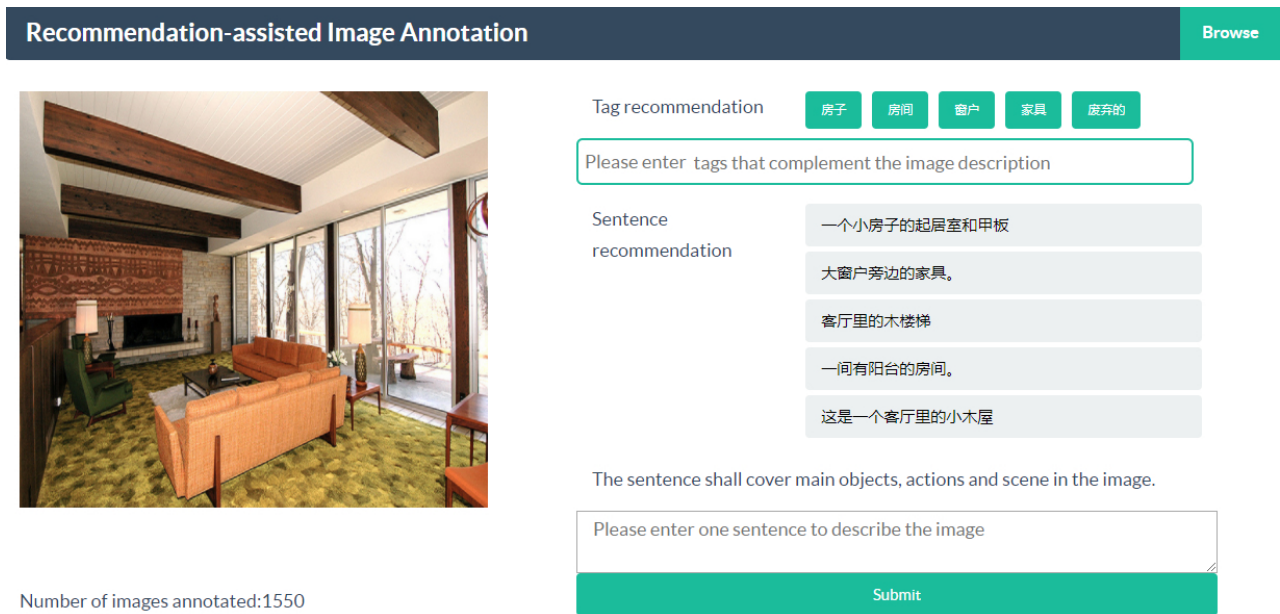 Recommendation-assisted Image Annotation
Browse
Tag recommendation
房子
房间
窗户
家具
废弃的
Please enter tags that complement the image description
Sentence
recommendation
一个小房子的起居室和甲板
大窗户旁边的家具。
客厅里的木楼梯
一间有阳台的房间。
这是一个客厅里的小木屋
The sentence shall cover main objects, actions and scene in the image.
Please enter one sentence to describe the image
Submit
Number of images annotated:1550